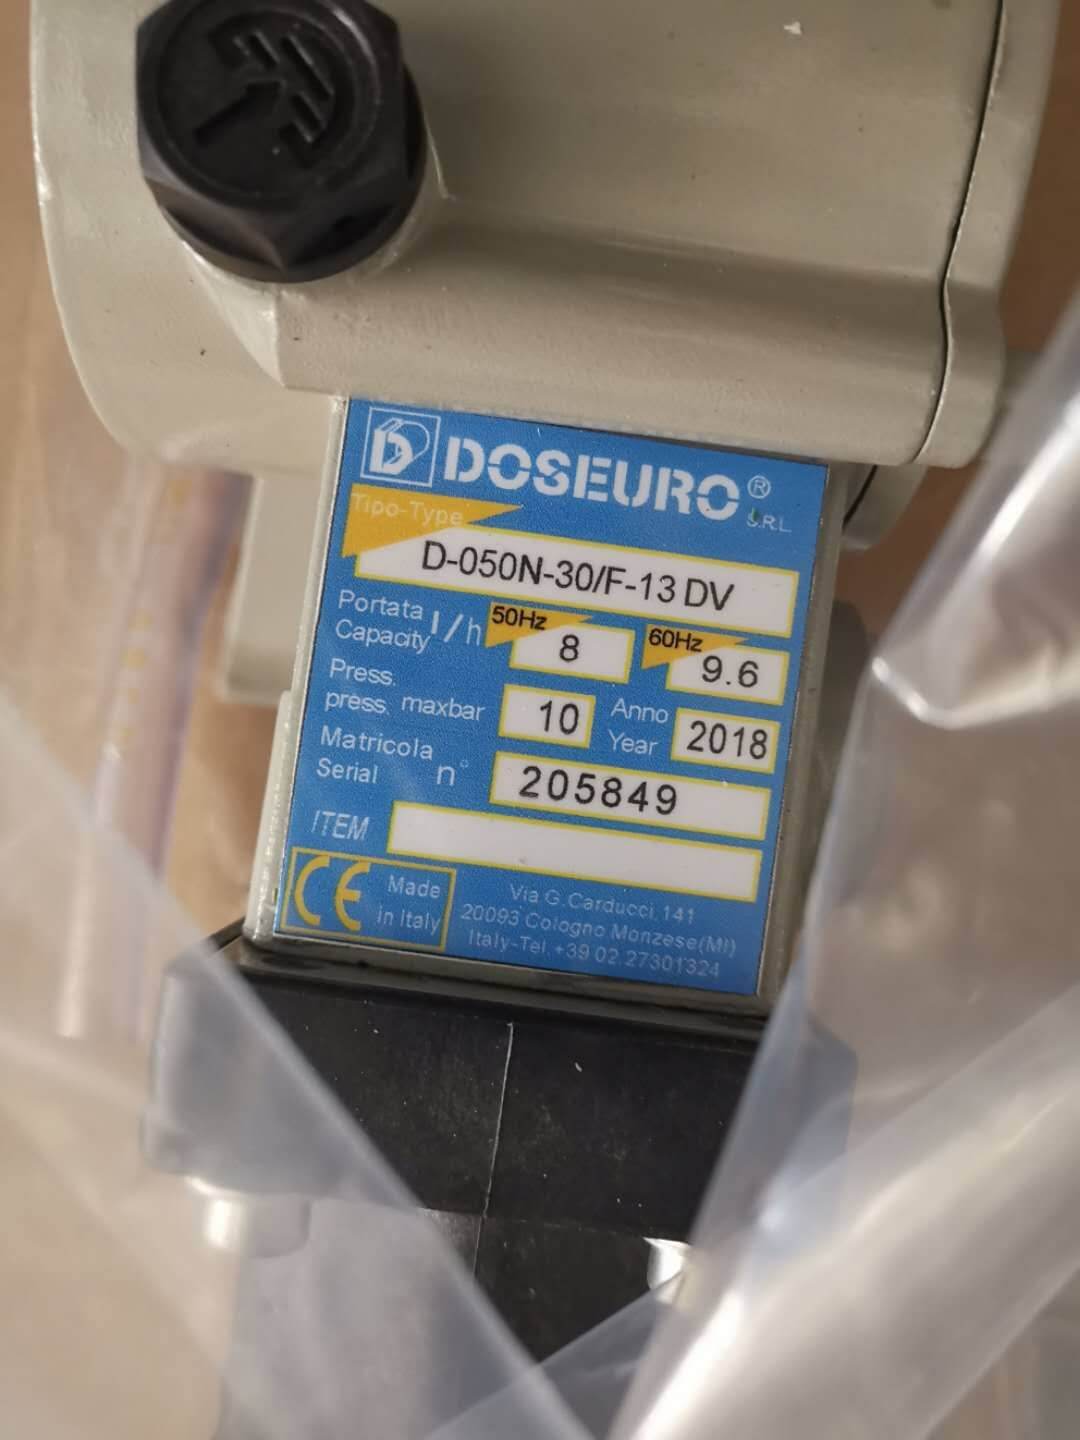 D DOSEURO® S.R.L.
Tipo-Type
D-050N-30/F-13 DV
Portata
Capacity l/h 50Hz 8 60Hz 9.6
Press.
press. maxbar 10 Anno
Year 2018
Matricola
Serial n° 205849
ITEM
CE Made
in Italy
Via G.Carducci,141
20093 Cologno Monzese(MI)
Italy-Tel.+39 02.27301324